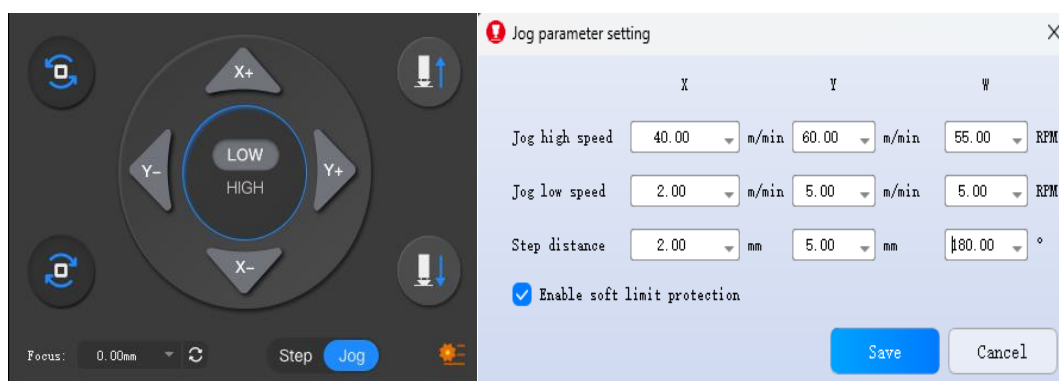 X+
LOW
HIGH
Y-
Y+
X-
Focus: 0.00mm
Step Jog
Jog parameter setting
X Y W
Jog high speed 40.00 m/min 60.00 m/min 55.00 RPM
Jog low speed 2.00 m/min 5.00 m/min 5.00 RPM
Step distance 2.00 mm 5.00 mm 180.00 °
Enable soft limit protection
Save Cancel